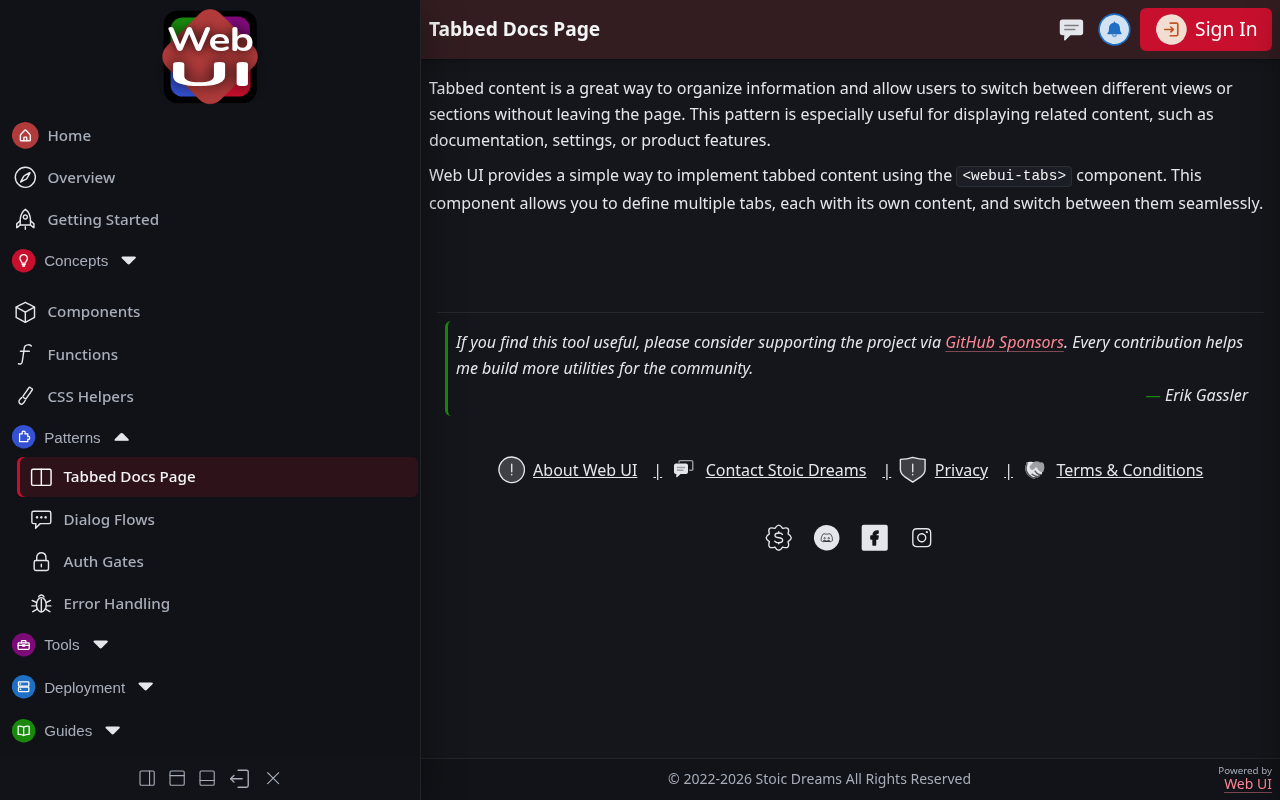 Web
UI
Home
Overview
Getting Started
Concepts
Components
Functions
CSS Helpers
Patterns
Tabbed Docs Page
Dialog Flows
Auth Gates
Error Handling
Tools
Deployment
Guides
Tabbed Docs Page
Sign In
Tabbed content is a great way to organize information and allow users to switch between different views or
sections without leaving the page. This pattern is especially useful for displaying related content, such as
documentation, settings, or product features.
Web UI provides a simple way to implement tabbed content using the <webui-tabs> component. This
component allows you to define multiple tabs, each with its own content, and switch between them seamlessly.
If you find this tool useful, please consider supporting the project via GitHub Sponsors. Every contribution helps
me build more utilities for the community.
— Erik Gassler
About Web UI | Contact Stoic Dreams | Privacy | Terms & Conditions
© 2022-2026 Stoic Dreams All Rights Reserved
Powered by
Web UI